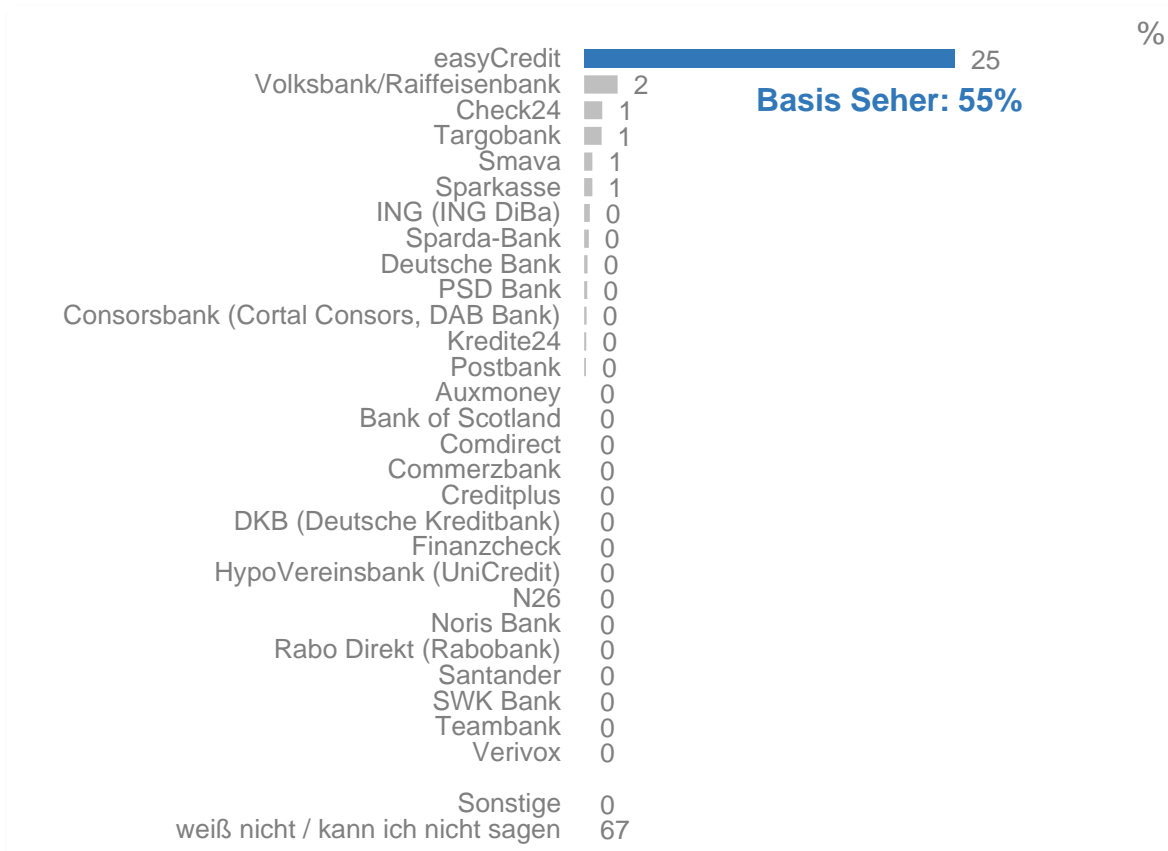 %
easyCredit 25
Volksbank/Raiffeisenbank 2
Basis Seher: 55%
Check24 1
Targobank 1
Smava 1
Sparkasse 1
ING (ING DiBa) 0
Sparda-Bank 0
Deutsche Bank 0
PSD Bank 0
Consorsbank (Cortal Consors, DAB Bank) 0
Kredite24 0
Postbank 0
Auxmoney 0
Bank of Scotland 0
Comdirect 0
Commerzbank 0
Creditplus 0
DKB (Deutsche Kreditbank) 0
Finanzcheck 0
HypoVereinsbank (UniCredit) 0
N26 0
Noris Bank 0
Rabo Direkt (Rabobank) 0
Santander 0
SWK Bank 0
Teambank 0
Verivox 0
Sonstige 0
weiß nicht / kann ich nicht sagen 67